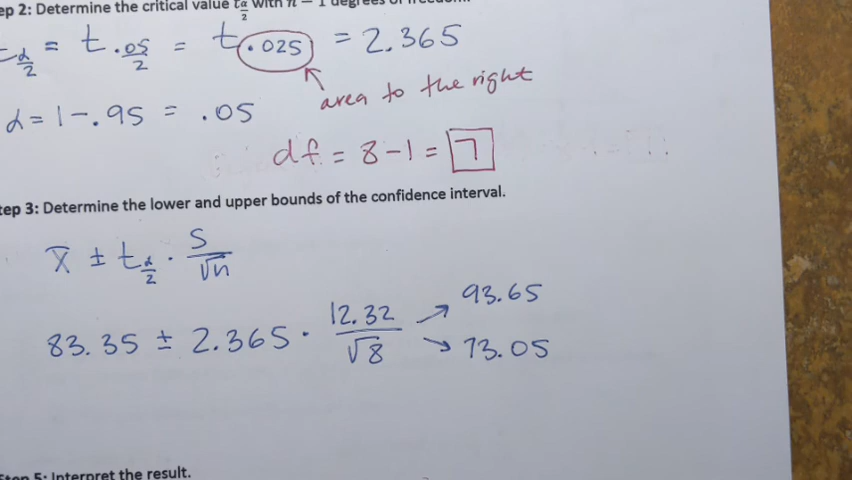 ep 2: Determine the critical value t α/2 with n − 1 degrees of freedom.
t α/2 = t .05/2 = t .025 = 2.365
area to the right
α = 1 - .95 = .05
df = 8 - 1 = 7
tep 3: Determine the lower and upper bounds of the confidence interval.
x̄ ± t α/2 · S/√n
83.35 ± 2.365 · 12.32/√8 → 93.65
↘ 73.05
Step 5: Interpret the result.